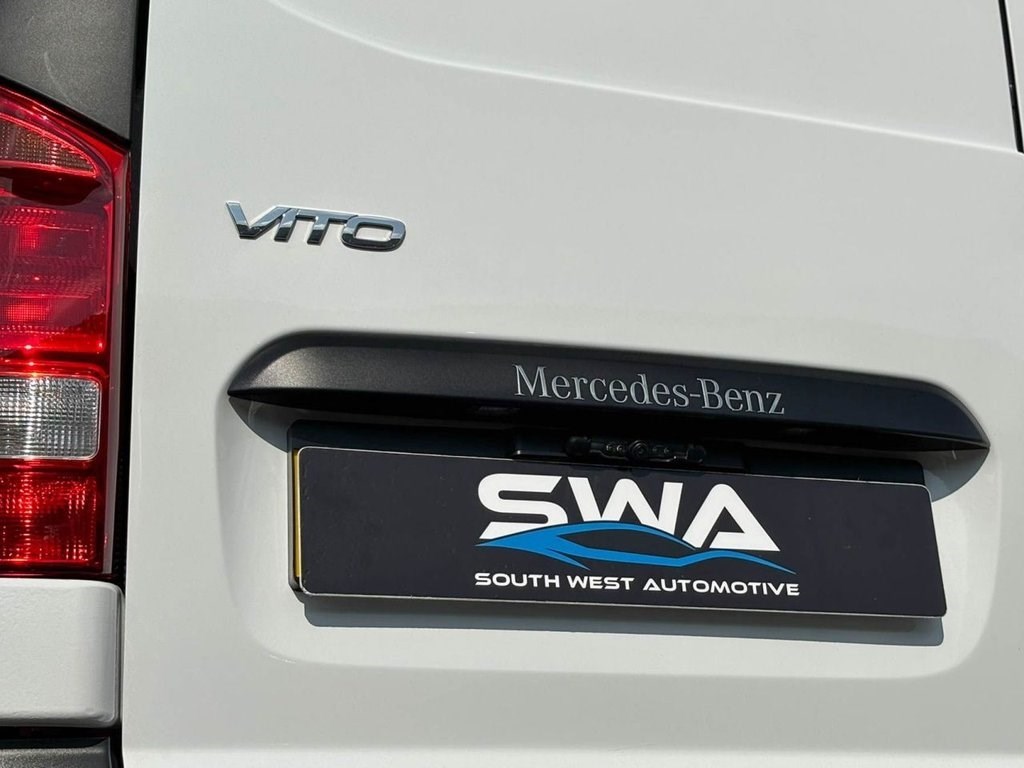 VITO
Mercedes-Benz
SWA
SOUTH WEST AUTOMOTIVE